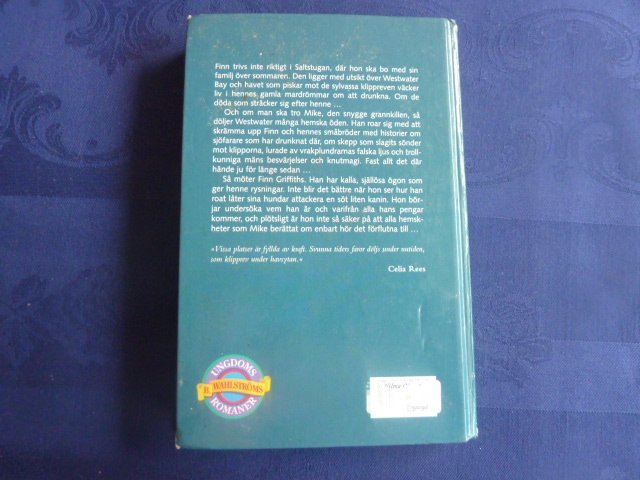 Finn trivs inte riktigt i Saltstugan, där hon ska bo med sin
familj över sommaren. Den ligger med utsikt över Westwater
Bay och havet som piskar mot de sylvassa klippreven väcker
liv i hennes gamla mardrömmar om att drunkna. Om de
döda som sträcker sig efter henne ...
Och om man ska tro Mike, den snygge grannkillen, så
döljer Westwater många hemska öden. Han roar sig med att
skrämma upp Finn och hennes småbröder med historier om
sjöfarare som har drunknat där, om skepp som slagits sönder
mot klipporna, lurade av vrakplundrarnas falska ljus och troll-
kunniga mäns besvärjelser och knutmagi. Fast allt det där
hände ju för länge sedan ...
Så möter Finn Griffiths. Han har kalla, själlösa ögon som
ger henne rysningar. Inte blir det bättre när hon ser hur han
roat låter sina hundar attackera en söt liten kanin. Hon bör-
jar undersöka vem han är och varifrån alla hans pengar
kommer, och plötsligt är hon inte så säker på att alla hemsk-
heter som Mike berättat om enbart hör det förflutna till ...
»Vissa platser är fyllda av kraft. Svunna tiders faror döljs under nutiden,
som klipprev under havsytan.«
Celia Rees
UNGDOMS
B. WAHLSTRÖMS
ROMANER